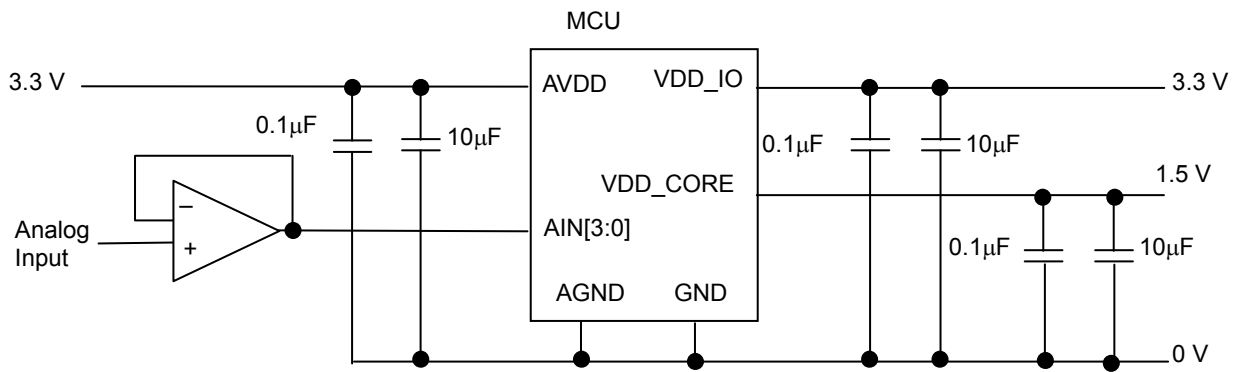 MCU
3.3 V
AVDD
VDD_IO
3.3 V
0.1μF
10μF
0.1μF
10μF
VDD_CORE
1.5 V
−
+
Analog
Input
AIN[3:0]
0.1μF
10μF
AGND
GND
0 V